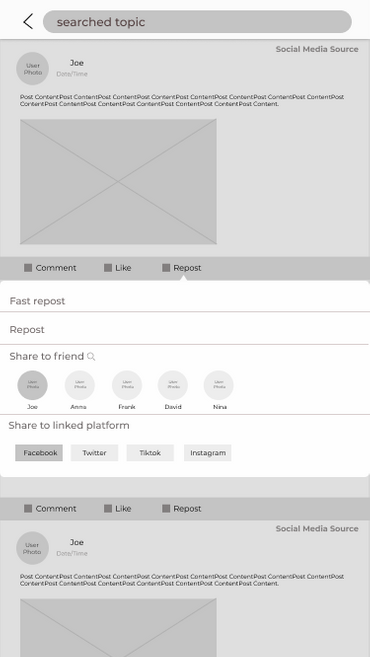 searched topic
Social Media Source
User
Photo
Joe
Date/Time
Post ContentPost ContentPost ContentPost ContentPost ContentPost ContentPost ContentPost ContentPost
ContentPost ContentPost ContentPost ContentPost ContentPost ContentPost Content.
Comment Like Repost
Fast repost
Repost
Share to friend
User
Photo
User
Photo
User
Photo
User
Photo
User
Photo
Joe Anna Frank David Nina
Share to linked platform
Facebook Twitter Tiktok Instagram
Comment Like Repost
Social Media Source
User
Photo
Joe
Date/Time
Post ContentPost ContentPost ContentPost ContentPost ContentPost ContentPost ContentPost ContentPost
ContentPost ContentPost ContentPost ContentPost ContentPost ContentPost Content.